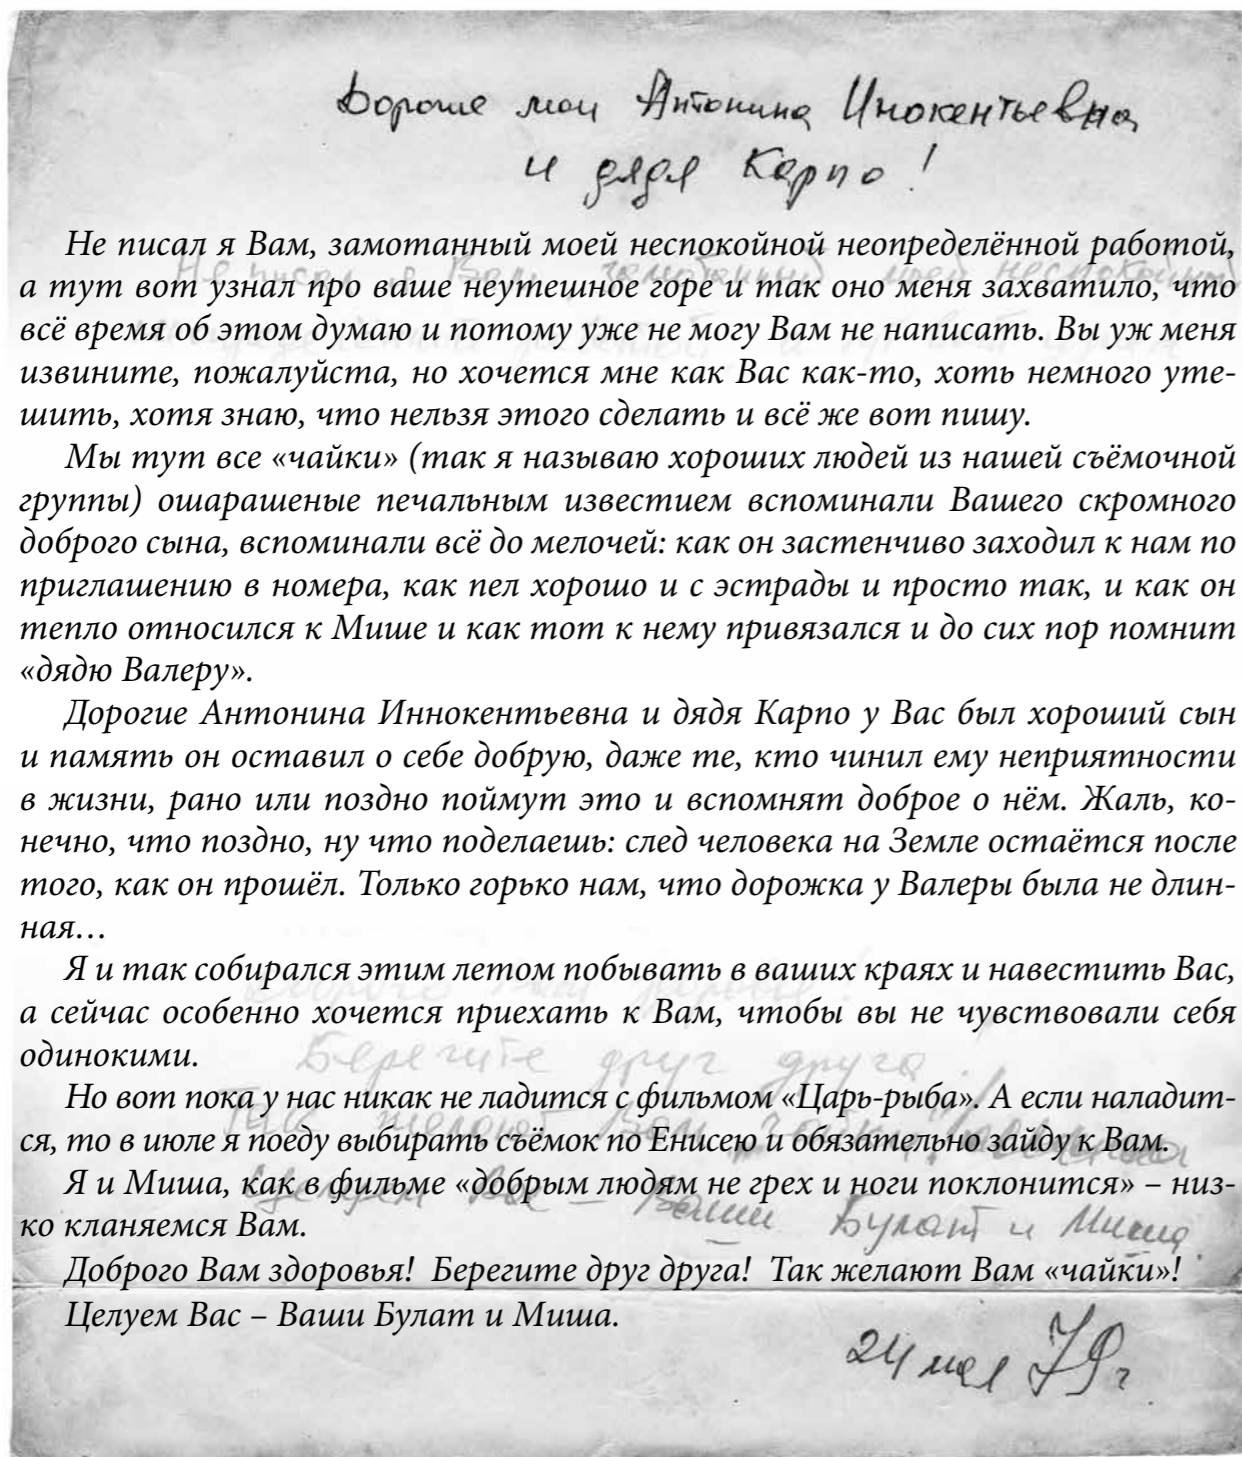 Дорогие мои Антонина Инокентьевна
и дядя Карпо!
Не писал я Вам, замотанный моей неспокойной неопределённой работой,
а тут вот узнал про ваше неутешное горе и так оно меня захватило, что
всё время об этом думаю и потому уже не могу Вам не написать. Вы уж меня
извините, пожалуйста, но хочется мне как Вас как-то, хоть немного уте-
шить, хотя знаю, что нельзя этого сделать и всё же вот пишу.
Мы тут все «чайки» (так я называю хороших людей из нашей съёмочной
группы) ошарашеные печальным известием вспоминали Вашего скромного
доброго сына, вспоминали всё до мелочей: как он застенчиво заходил к нам по
приглашению в номера, как пел хорошо и с эстрады и просто так, и как он
тепло относился к Мише и как тот к нему привязался и до сих пор помнит
«дядю Валеру».
Дорогие Антонина Иннокентьевна и дядя Карпо у Вас был хороший сын
и память он оставил о себе добрую, даже те, кто чинил ему неприятности
в жизни, рано или поздно поймут это и вспомнят доброе о нём. Жаль, ко-
нечно, что поздно, ну что поделаешь: след человека на Земле остаётся после
того, как он прошёл. Только горько нам, что дорожка у Валеры была не длин-
ная…
Я и так собирался этим летом побывать в ваших краях и навестить Вас,
а сейчас особенно хочется приехать к Вам, чтобы вы не чувствовали себя
одинокими.
Но вот пока у нас никак не ладится с фильмом «Царь-рыба». А если наладит-
ся, то в июле я поеду выбирать съёмок по Енисею и обязательно зайду к Вам.
Я и Миша, как в фильме «добрым людям не грех и ноги поклонится» – низ-
ко кланяемся Вам.
Доброго Вам здоровья! Берегите друг друга! Так желают Вам «чайки»!
Целуем Вас – Ваши Булат и Миша.
24 мая 79г